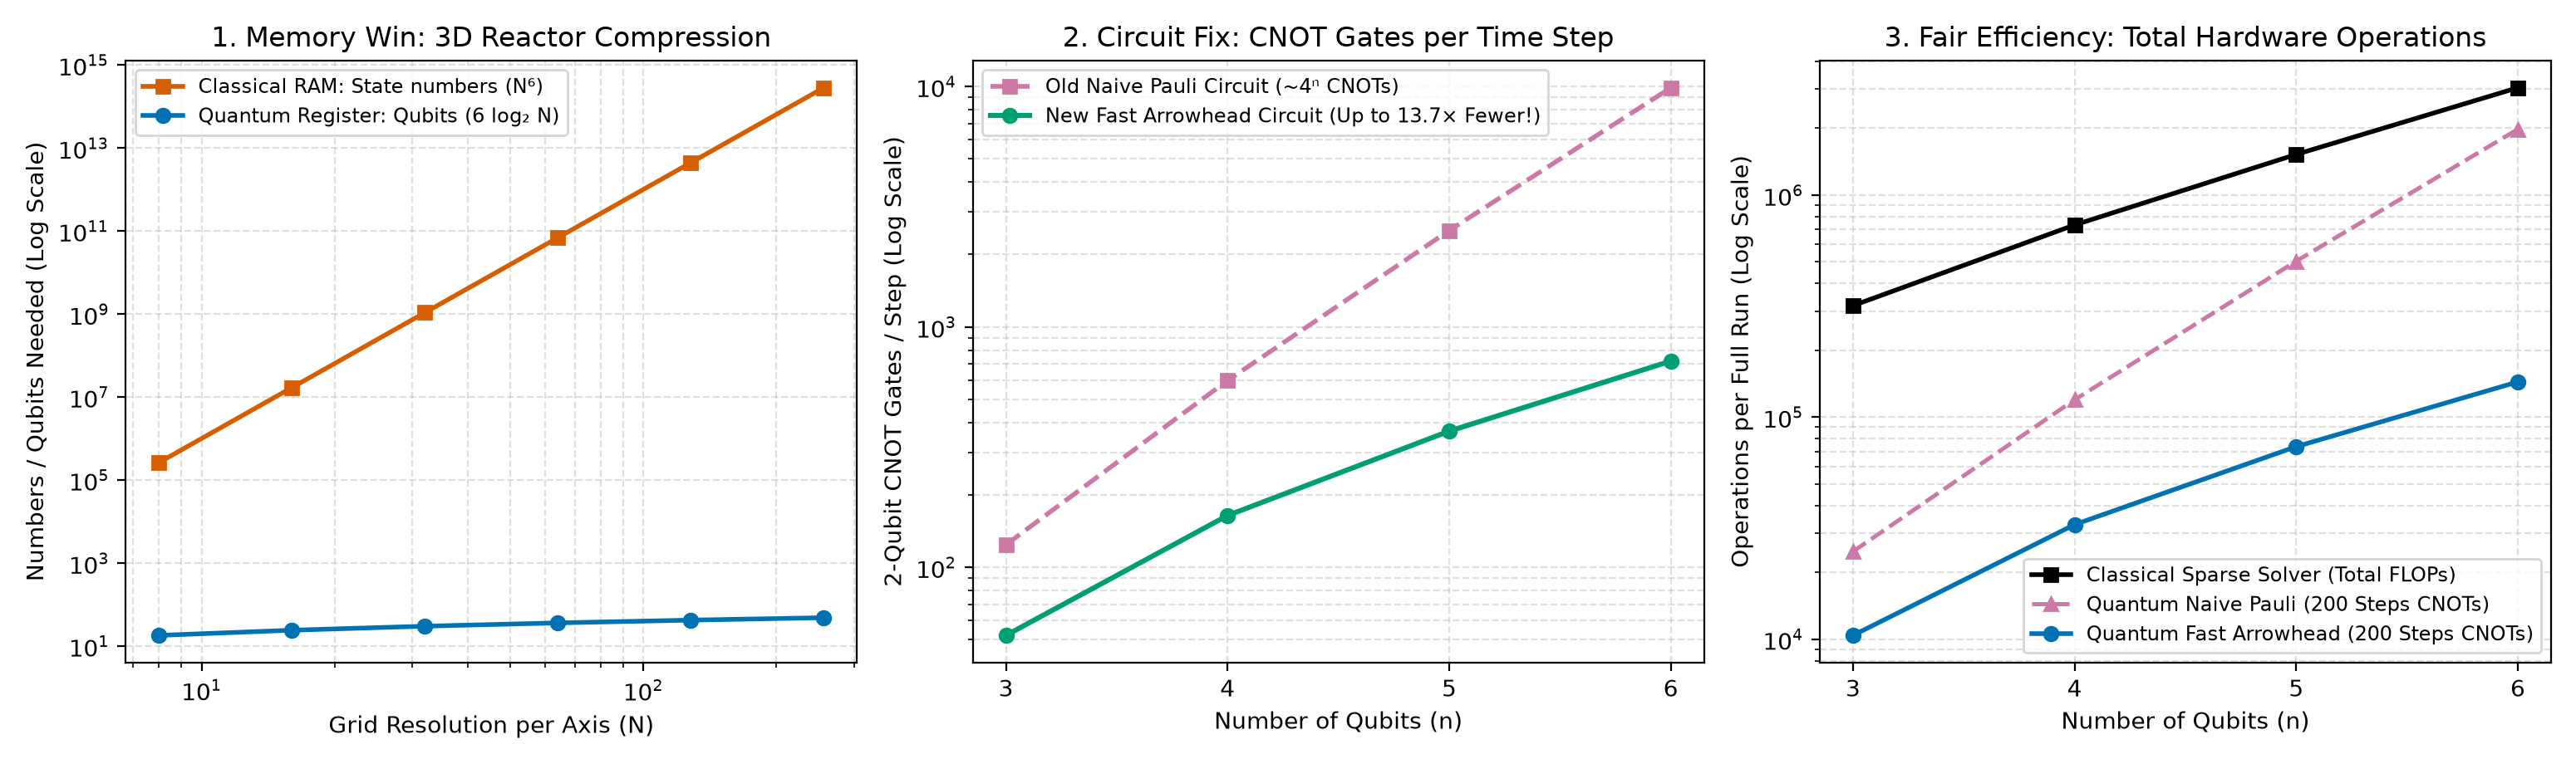 1. Memory Win: 3D Reactor Compression
Classical RAM: State numbers (N⁶)
Quantum Register: Qubits (6 log₂ N)
Numbers / Qubits Needed (Log Scale)
10¹⁵
10¹³
10¹¹
10⁹
10⁷
10⁵
10³
10¹
10¹ 10²
Grid Resolution per Axis (N)
2. Circuit Fix: CNOT Gates per Time Step
Old Naive Pauli Circuit (~4ⁿ CNOTs)
New Fast Arrowhead Circuit (Up to 13.7× Fewer!)
2-Qubit CNOT Gates / Step (Log Scale)
10⁴
10³
10²
3 4 5 6
Number of Qubits (n)
3. Fair Efficiency: Total Hardware Operations
Operations per Full Run (Log Scale)
10⁶
10⁵
10⁴
Classical Sparse Solver (Total FLOPs)
Quantum Naive Pauli (200 Steps CNOTs)
Quantum Fast Arrowhead (200 Steps CNOTs)
3 4 5 6
Number of Qubits (n)